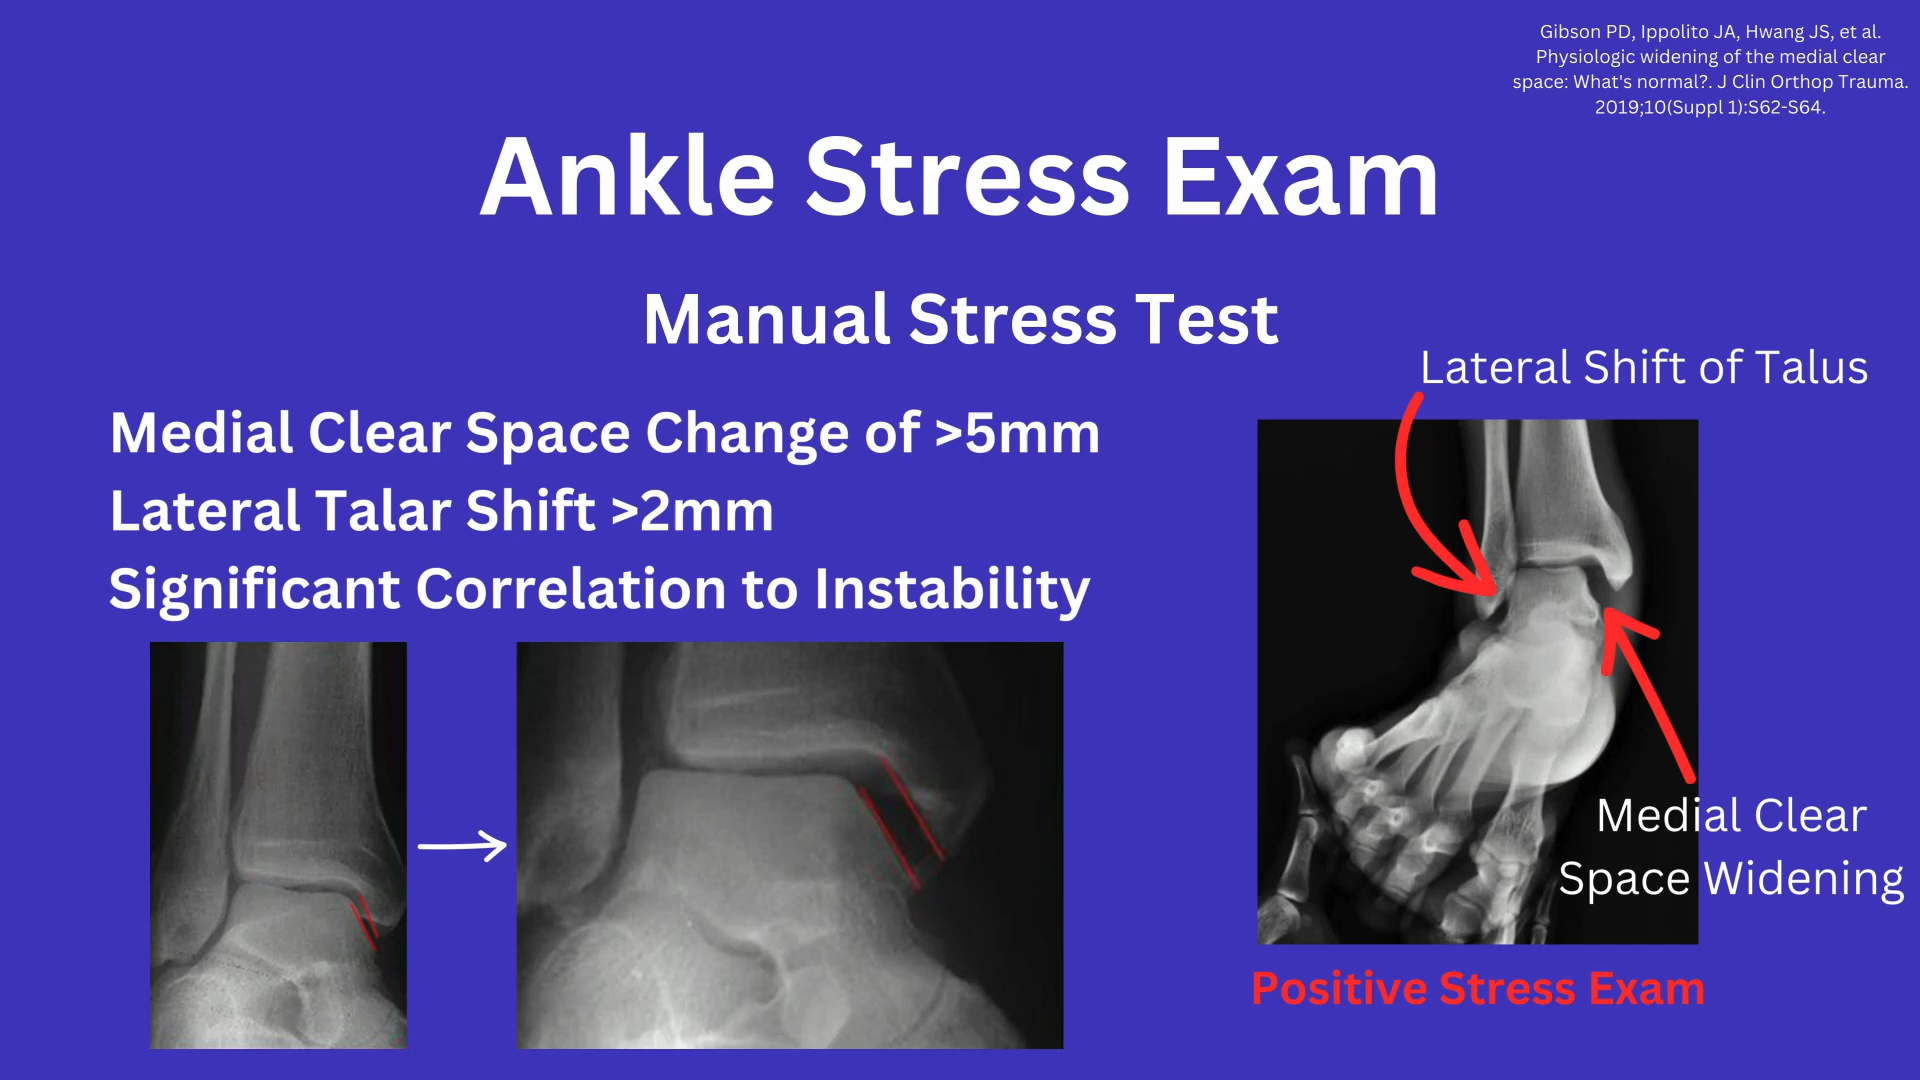 Gibson PD, Ippolito JA, Hwang JS, et al.
Physiologic widening of the medial clear
space: What's normal?. J Clin Orthop Trauma.
2019;10(Suppl 1):S62-S64.
Ankle Stress Exam
Manual Stress Test
Lateral Shift of Talus
Medial Clear Space Change of >5mm
Lateral Talar Shift >2mm
Significant Correlation to Instability
Medial Clear
Space Widening
Positive Stress Exam